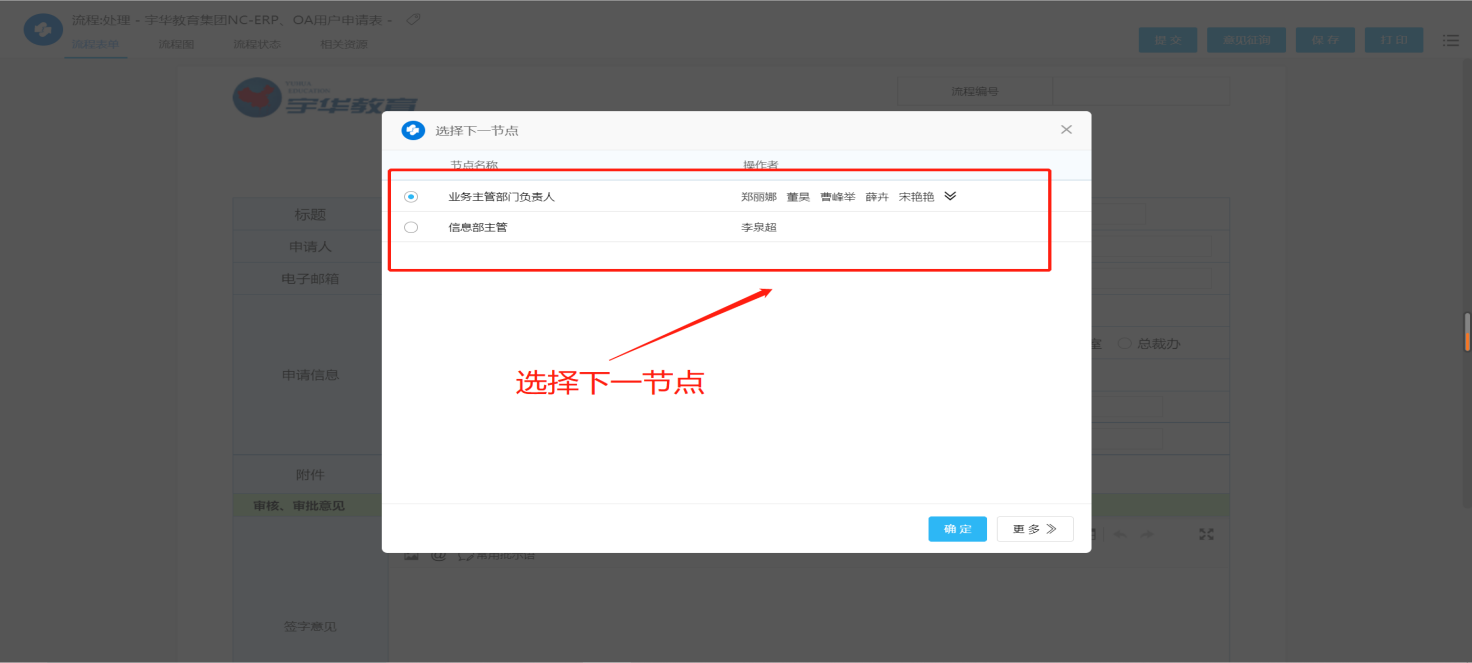 流程:处理 - 宇华教育集团NC-ERP、OA用户申请表 -
流程表单 流程图 流程状态 相关资源
提交 意见征询 保存 打印
宇华教育
流程编号
选择下一节点
节点名称 操作者
业务主管部门负责人 郑丽娜 董昊 曹峰举 薛卉 宋艳艳
信息部主管 李泉超
标题
申请人
电子邮箱
室 总裁办
申请信息
选择下一节点
附件
审核、审批意见
确定 更多
常用批示语
签字意见